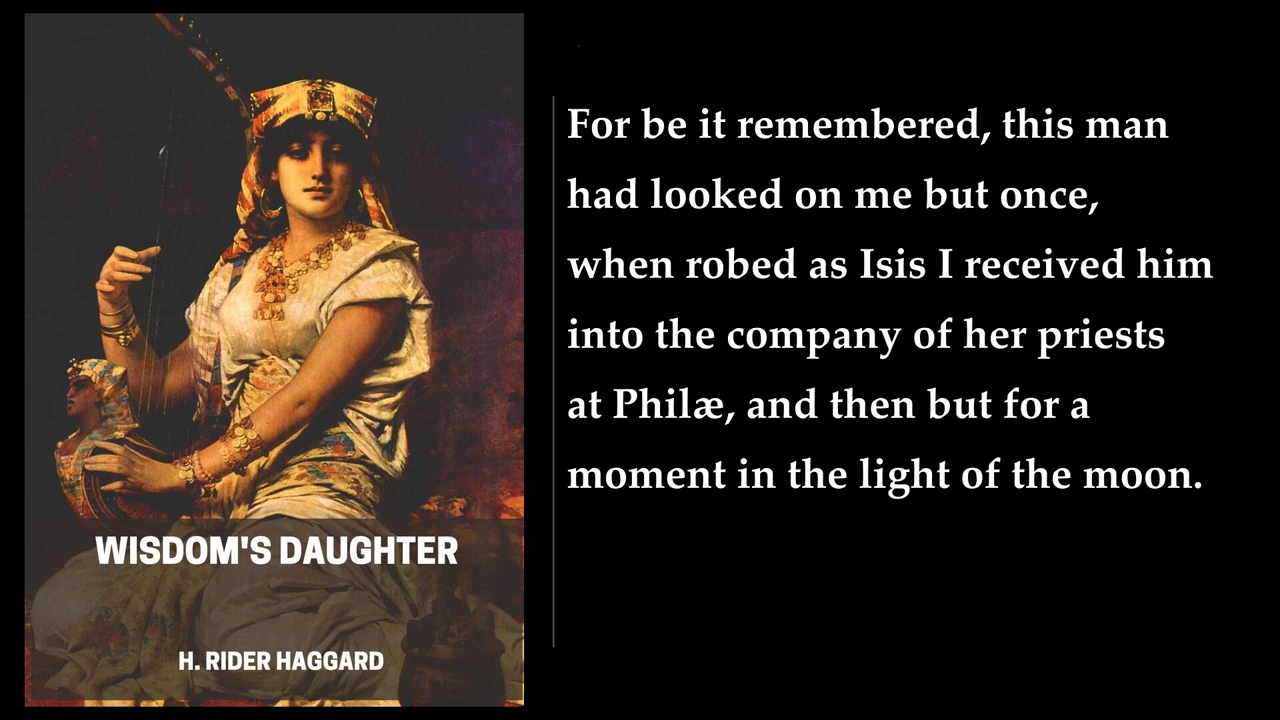 WISDOM'S DAUGHTER
H. RIDER HAGGARD
For be it remembered, this man
had looked on me but once,
when robed as Isis I received him
into the company of her priests
at Philæ, and then but for a
moment in the light of the moon.